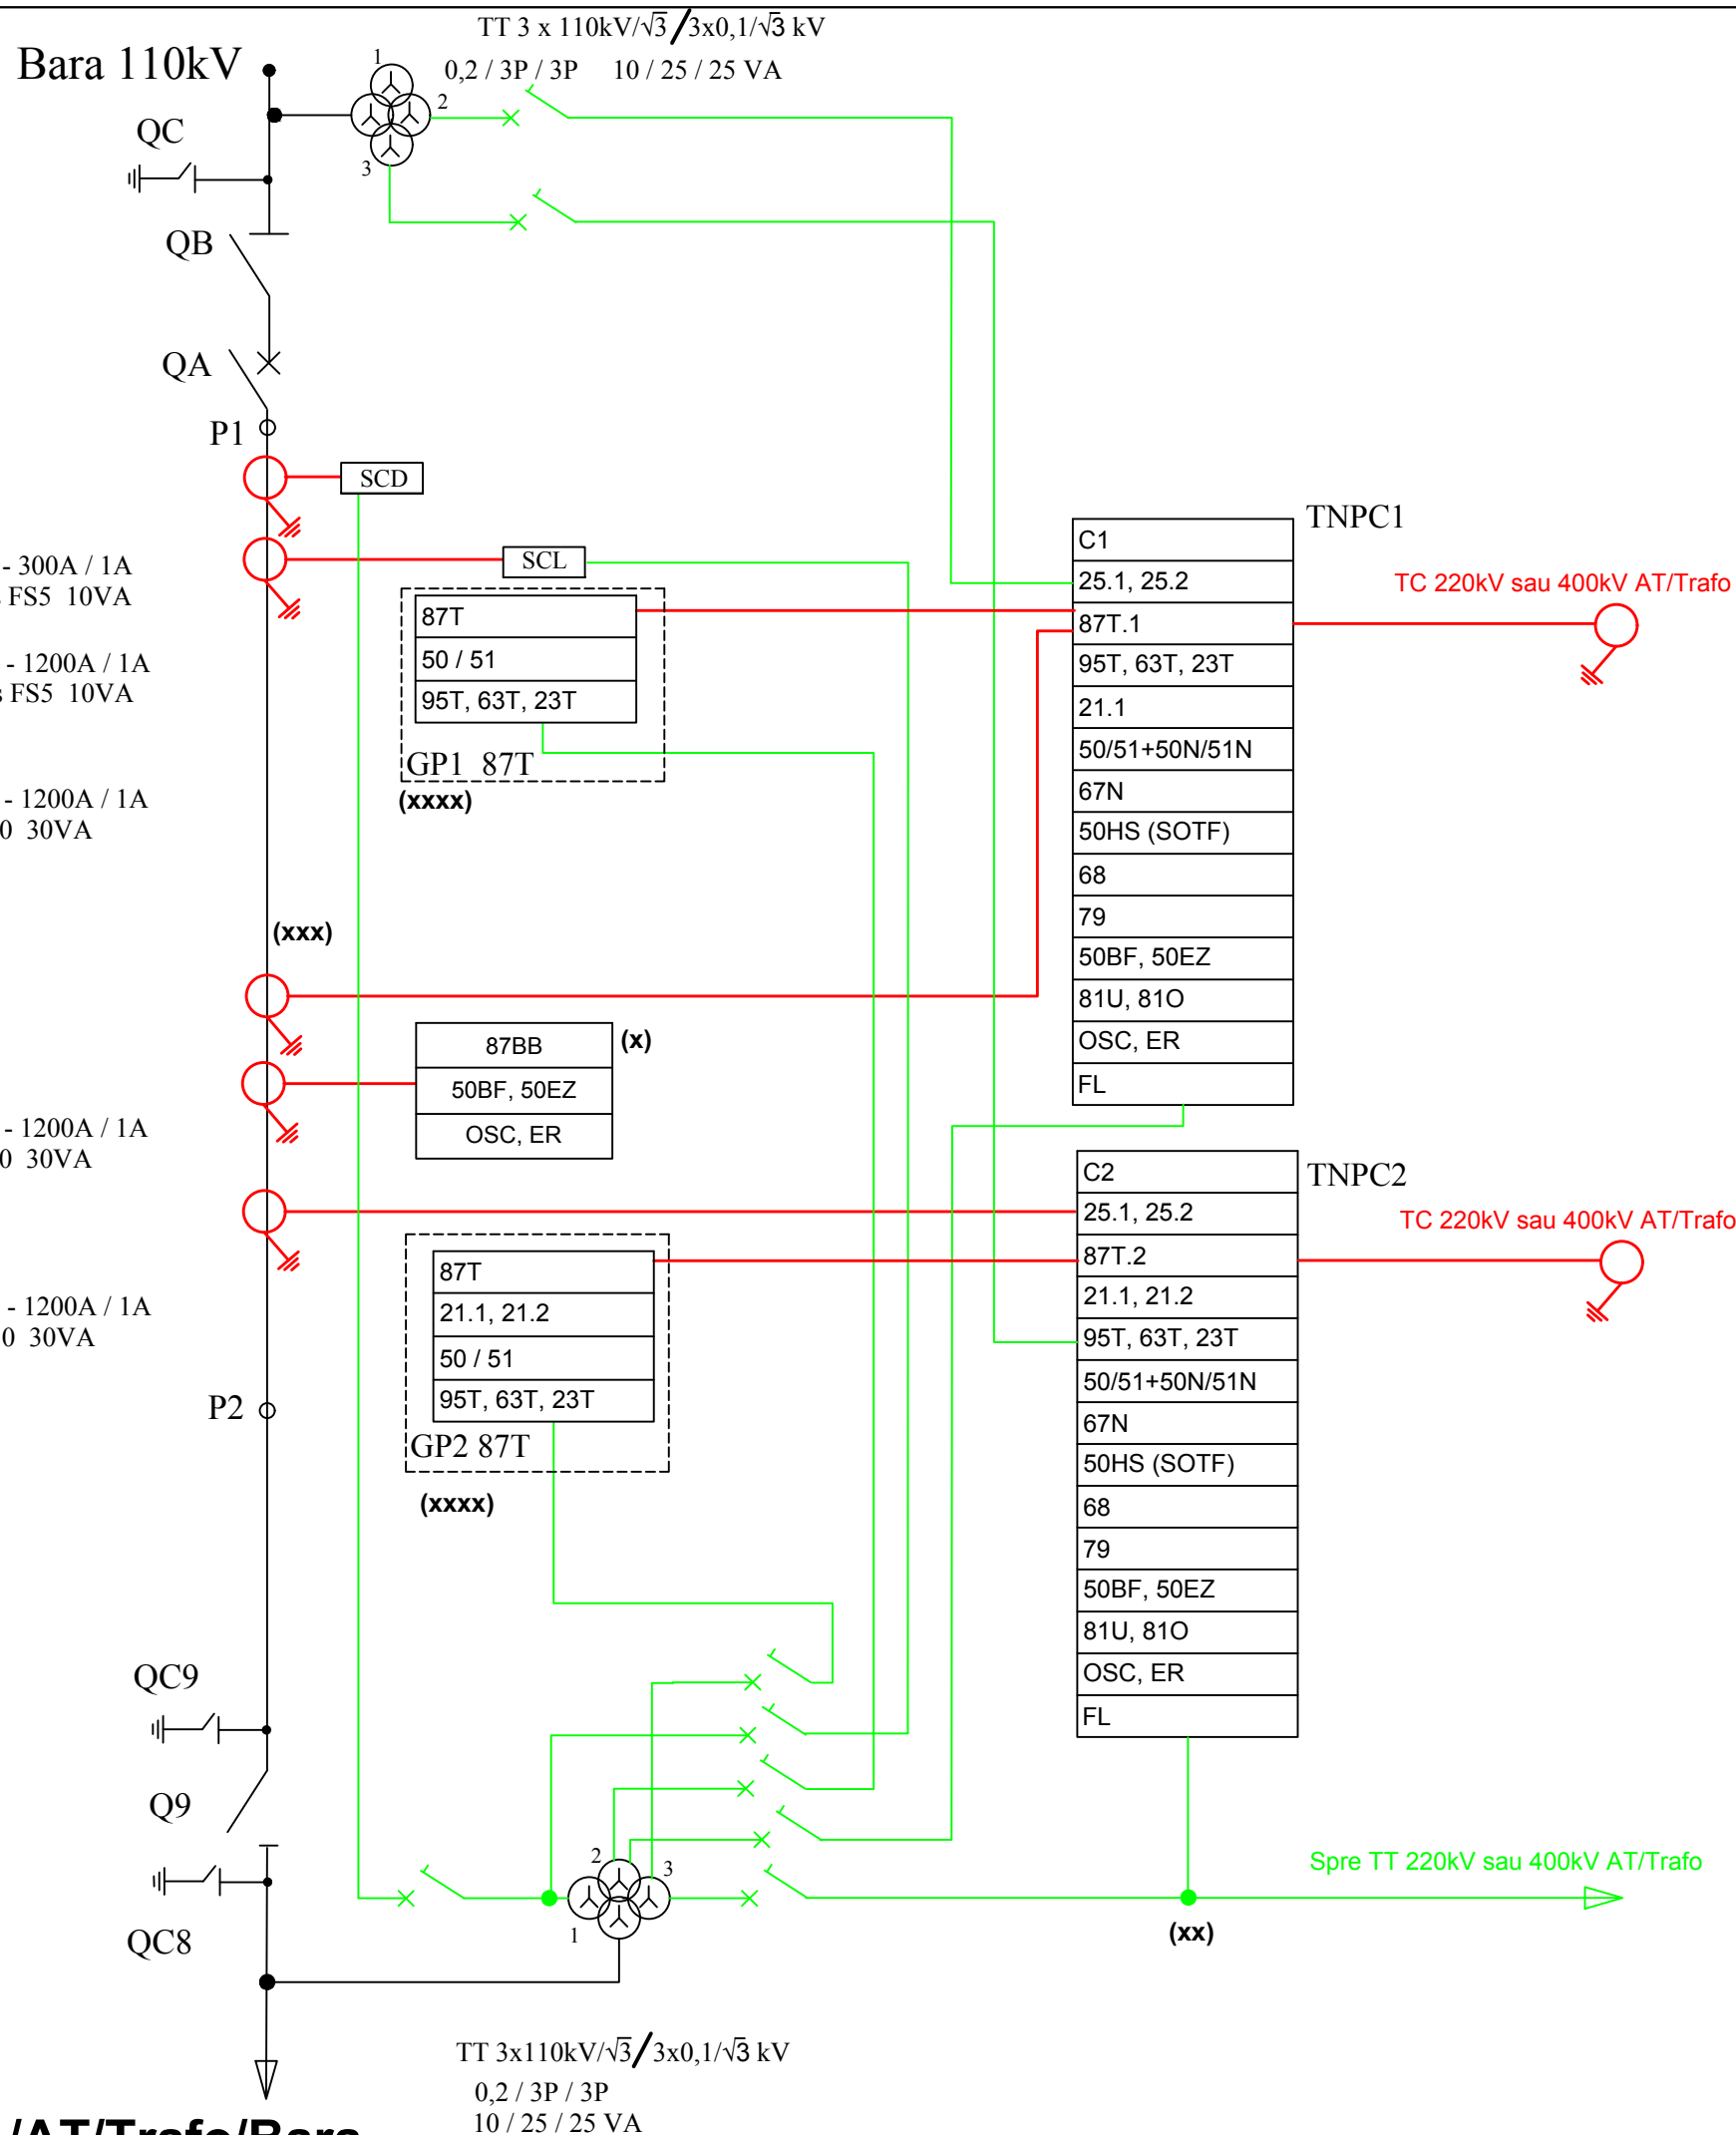 TT 3 x 110kV/√3 / 3x0,1/√3 kV
Bara 110kV
0,2 / 3P / 3P 10 / 25 / 25 VA
1
2
3
QC
QB
QA
P1
SCD
SCL
- 300A / 1A
FS5 10VA
- 1200A / 1A
s FS5 10VA
- 1200A / 1A
0 30VA
87T
50 / 51
95T, 63T, 23T
GP1 87T
(xxxx)
TNPC1
C1
25.1, 25.2
87T.1
95T, 63T, 23T
21.1
50/51+50N/51N
67N
50HS (SOTF)
68
79
50BF, 50EZ
81U, 81O
OSC, ER
FL
TC 220kV sau 400kV AT/Trafo
(xxx)
87BB
(x)
50BF, 50EZ
OSC, ER
- 1200A / 1A
0 30VA
- 1200A / 1A
0 30VA
87T
21.1, 21.2
50 / 51
95T, 63T, 23T
GP2 87T
(xxxx)
TNPC2
C2
25.1, 25.2
87T.2
21.1, 21.2
95T, 63T, 23T
50/51+50N/51N
67N
50HS (SOTF)
68
79
50BF, 50EZ
81U, 81O
OSC, ER
FL
TC 220kV sau 400kV AT/Trafo
P2
QC9
Q9
QC8
2
3
1
Spre TT 220kV sau 400kV AT/Trafo
(xx)
TT 3x110kV/√3 / 3x0,1/√3 kV
0,2 / 3P / 3P
10 / 25 / 25 VA
/AT/Trafo/Bara